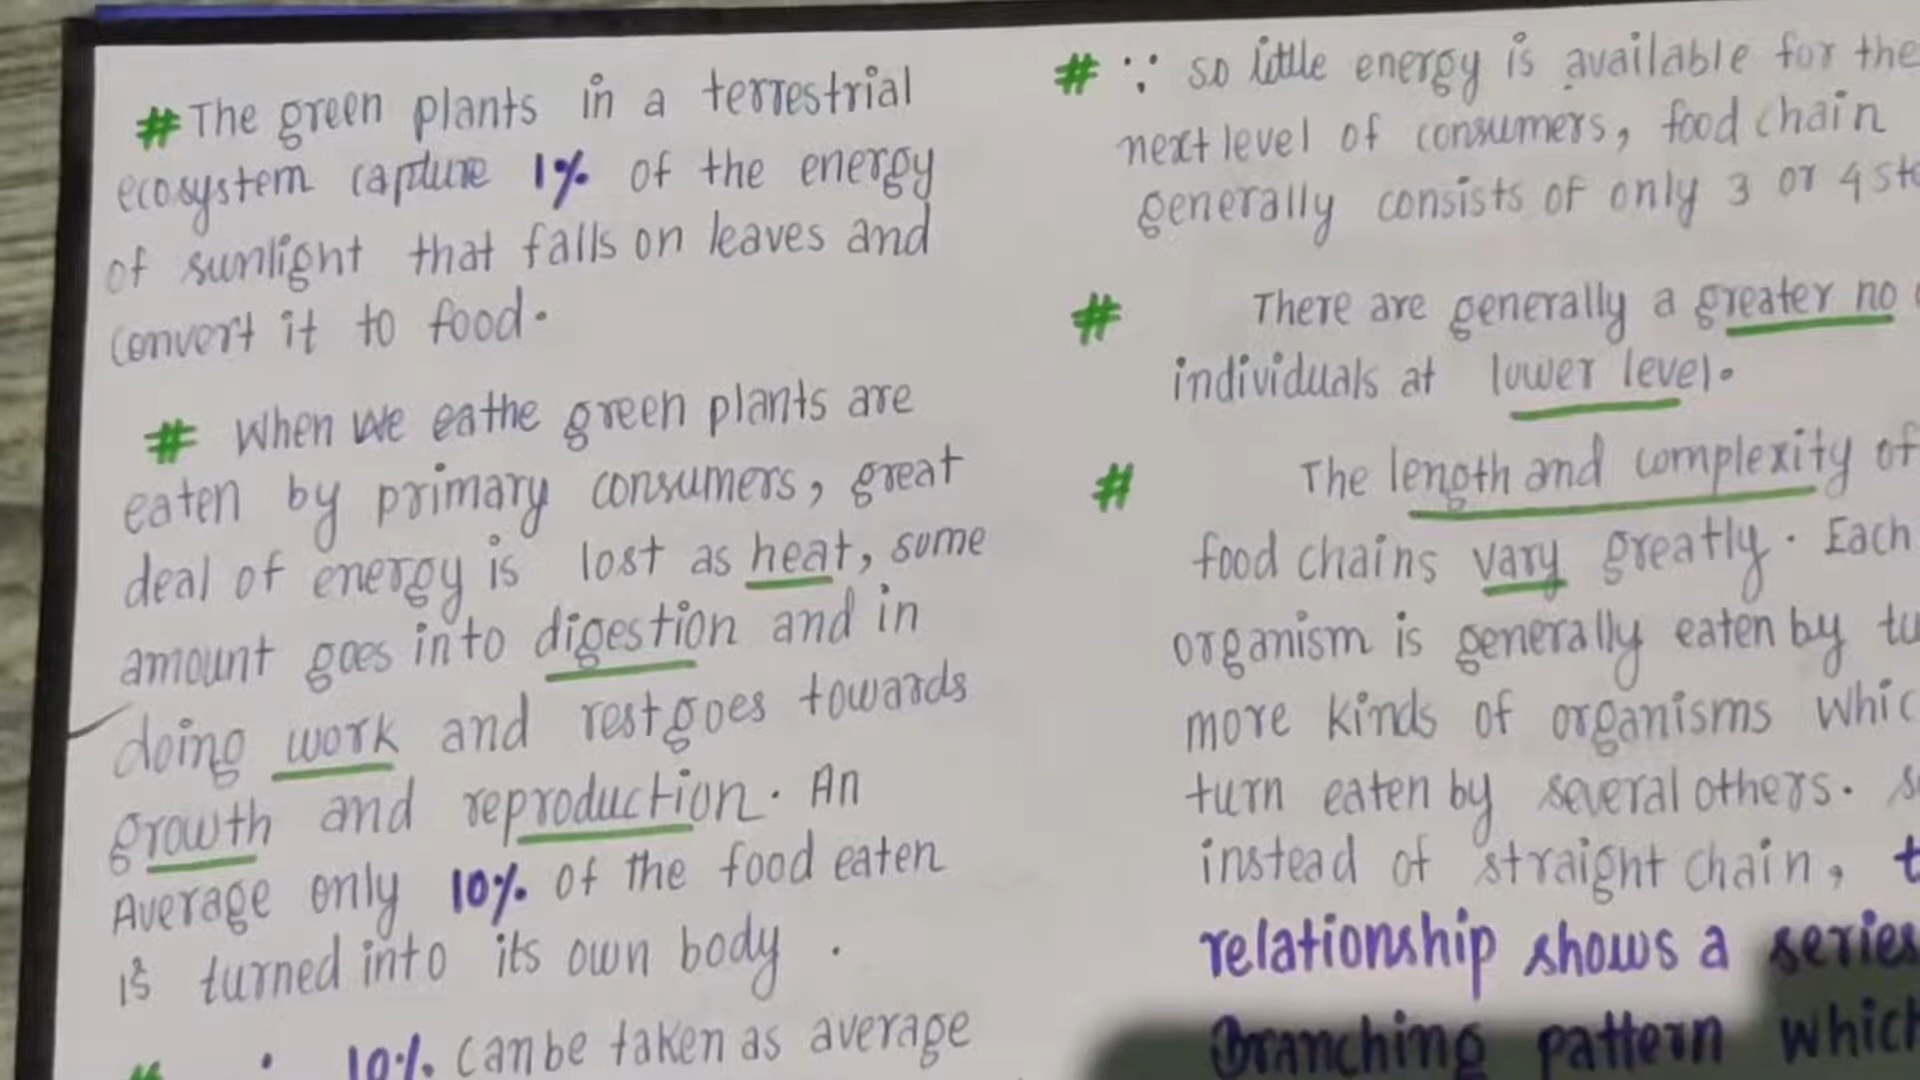 # The green plants in a terrestrial
ecosystem capture 1% of the energy
of sunlight that falls on leaves and
convert it to food.
# When we eathe green plants are
eaten by primary consumers, great
deal of energy is lost as heat, some
amount goes into digestion and in
doing work and rest goes towards
growth and reproduction. An
Average only 10% of the food eaten
is turned into its own body.
10% can be taken as average
# ∵ so little energy is available for the
next level of consumers, food chain
generally consists of only 3 or 4
# There are generally a greater no
individuals at lower level.
# The length and complexity of
food chains vary greatly. Each
organism is generally eaten by
more kinds of organisms
turn eaten by several others.
instead of straight chain,
relationship shows a series
Branching pattern which